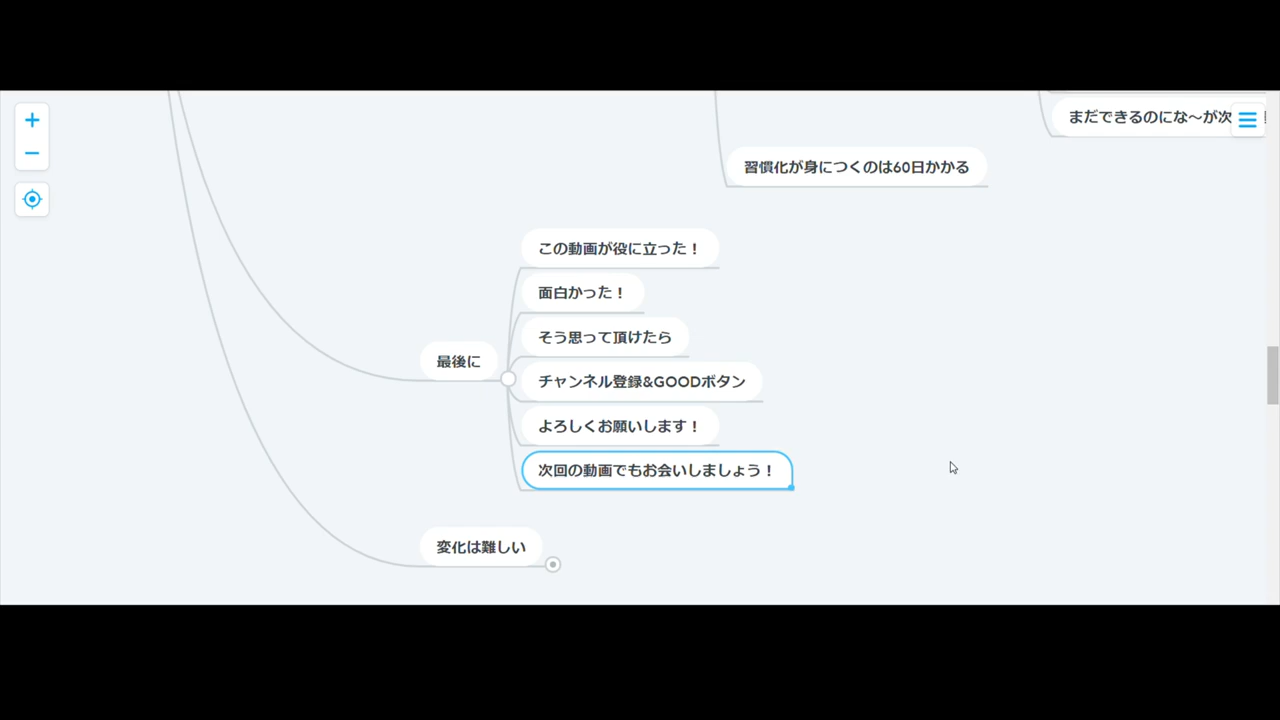 まだできるのにな〜が次
習慣化が身につくのは60日かかる
この動画が役に立った！
面白かった！
そう思って頂けたら
最後に
チャンネル登録&GOODボタン
よろしくお願いします！
次回の動画でもお会いしましょう！
変化は難しい